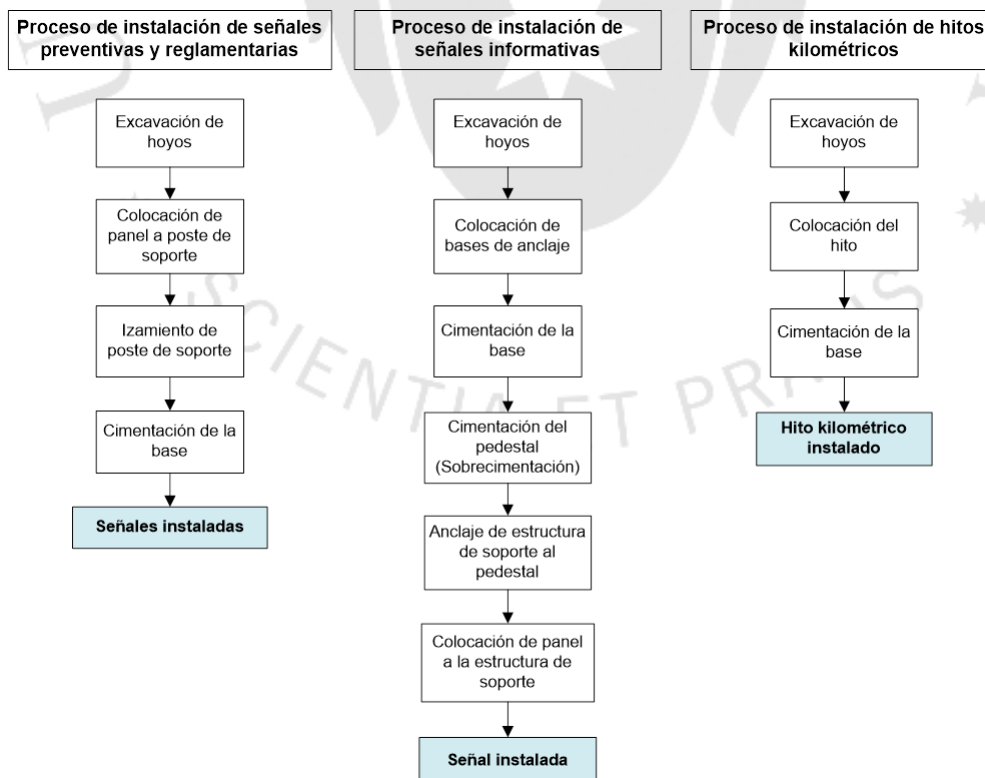 Proceso de instalación de señales
preventivas y reglamentarias
Excavación de
hoyos
Colocación de
panel a poste de
soporte
Izamiento de
poste de soporte
Cimentación de la
base
Señales instaladas
Proceso de instalación de
señales informativas
Excavación de
hoyos
Colocación de
bases de anclaje
Cimentación de la
base
Cimentación del
pedestal
(Sobrecimentación)
Anclaje de estructura
de soporte al
pedestal
Colocación de panel
a la estructura de
soporte
Señal instalada
Proceso de instalación de hitos
kilométricos
Excavación de
hoyos
Colocación del
hito
Cimentación de la
base
Hito kilométrico
instalado
SCIENTIA ET PRAXIS